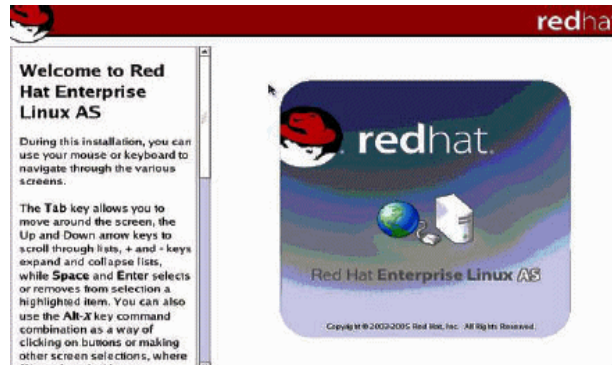 redha
Welcome to Red
Hat Enterprise
Linux AS
During this installation, you can
use your mouse or keyboard to
navigate through the various
screens.
The Tab key allows you to
move around the screen, the
Up and Down arrow keys to
scroll through lists, + and - keys
expand and collapse lists,
while Space and Enter selects
or removes from selection a
highlighted item. You can also
use the Alt-X key command
combination as a way of
clicking on buttons or making
other screen selections, where
redhat.
Red Hat Enterprise Linux AS
Copyright © 2003-2005 Red Hat, Inc. All Rights Reserved.